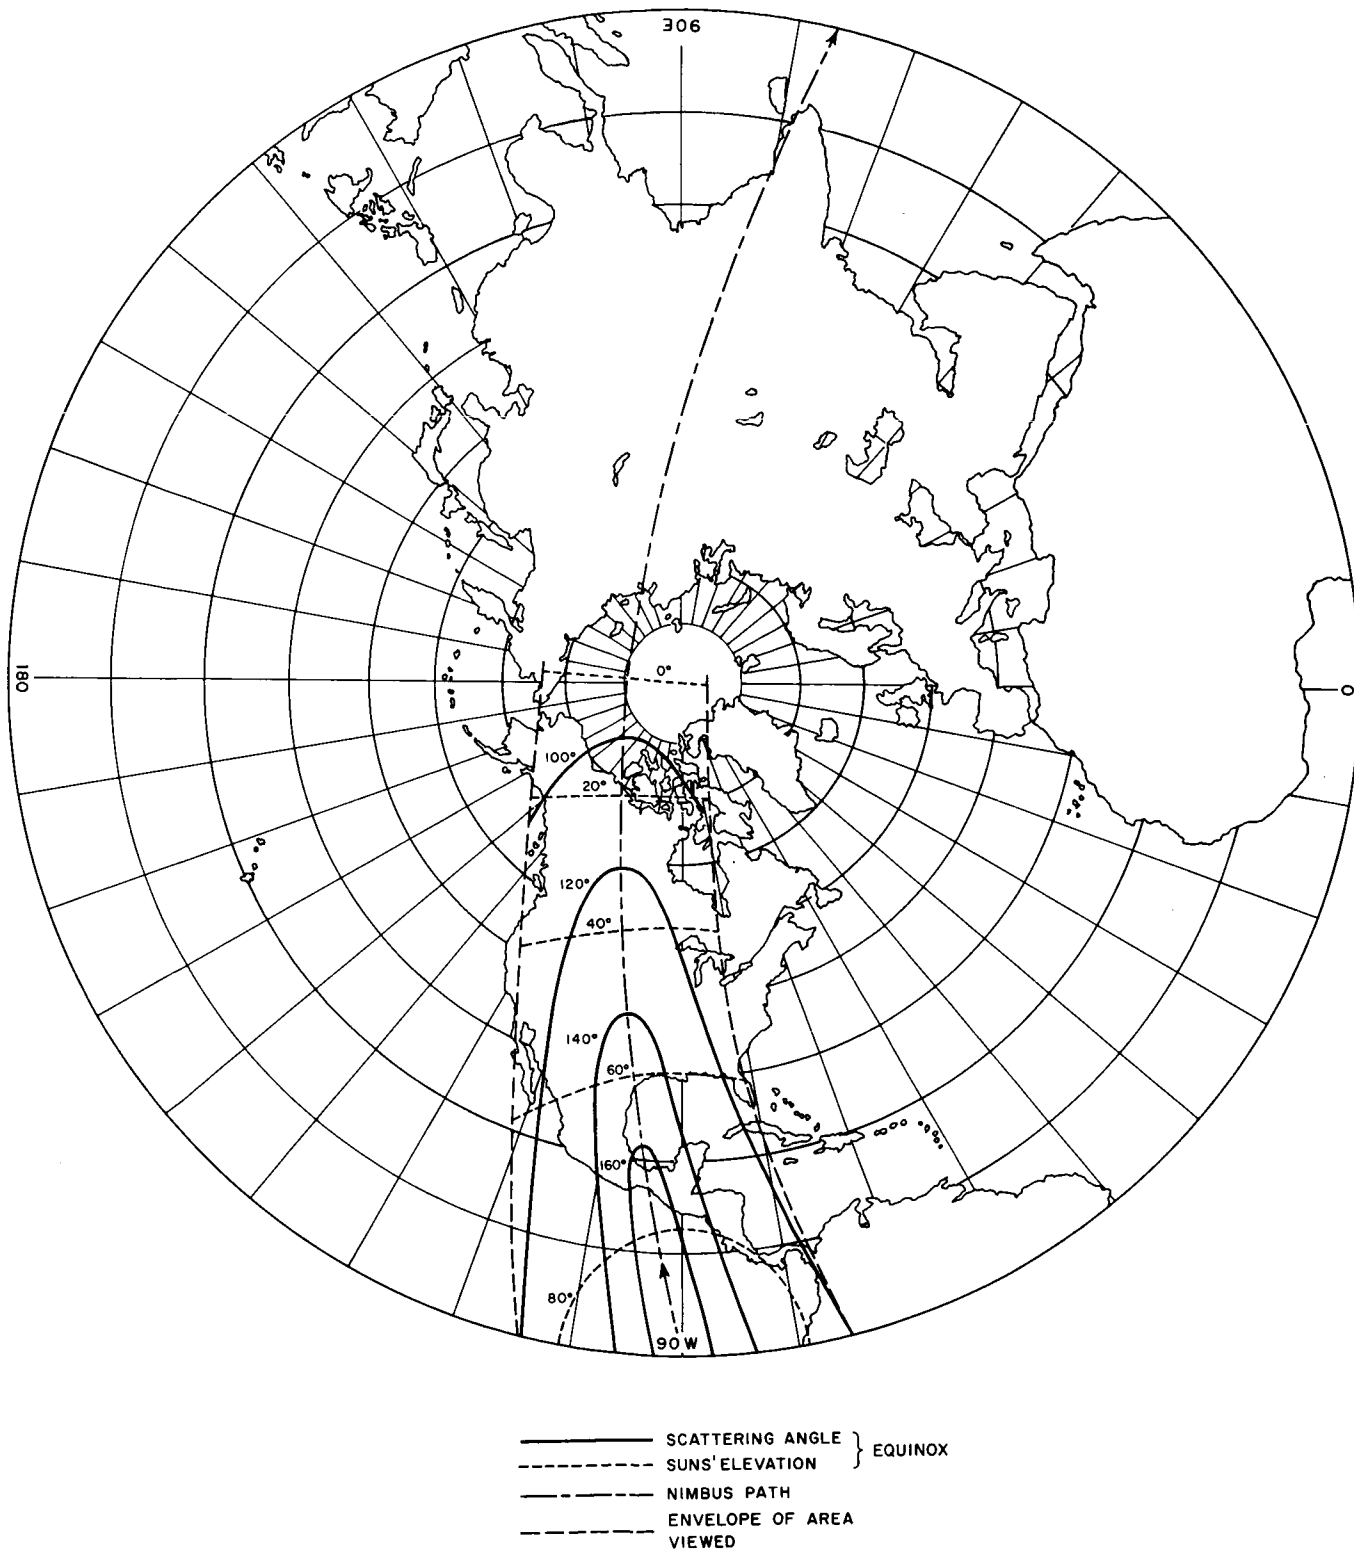 90E
180
0
0°
100°
20°
120°
40°
140°
60°
160°
80°
90 W
SCATTERING ANGLE
SUNS' ELEVATION
EQUINOX
NIMBUS PATH
ENVELOPE OF AREA
VIEWED